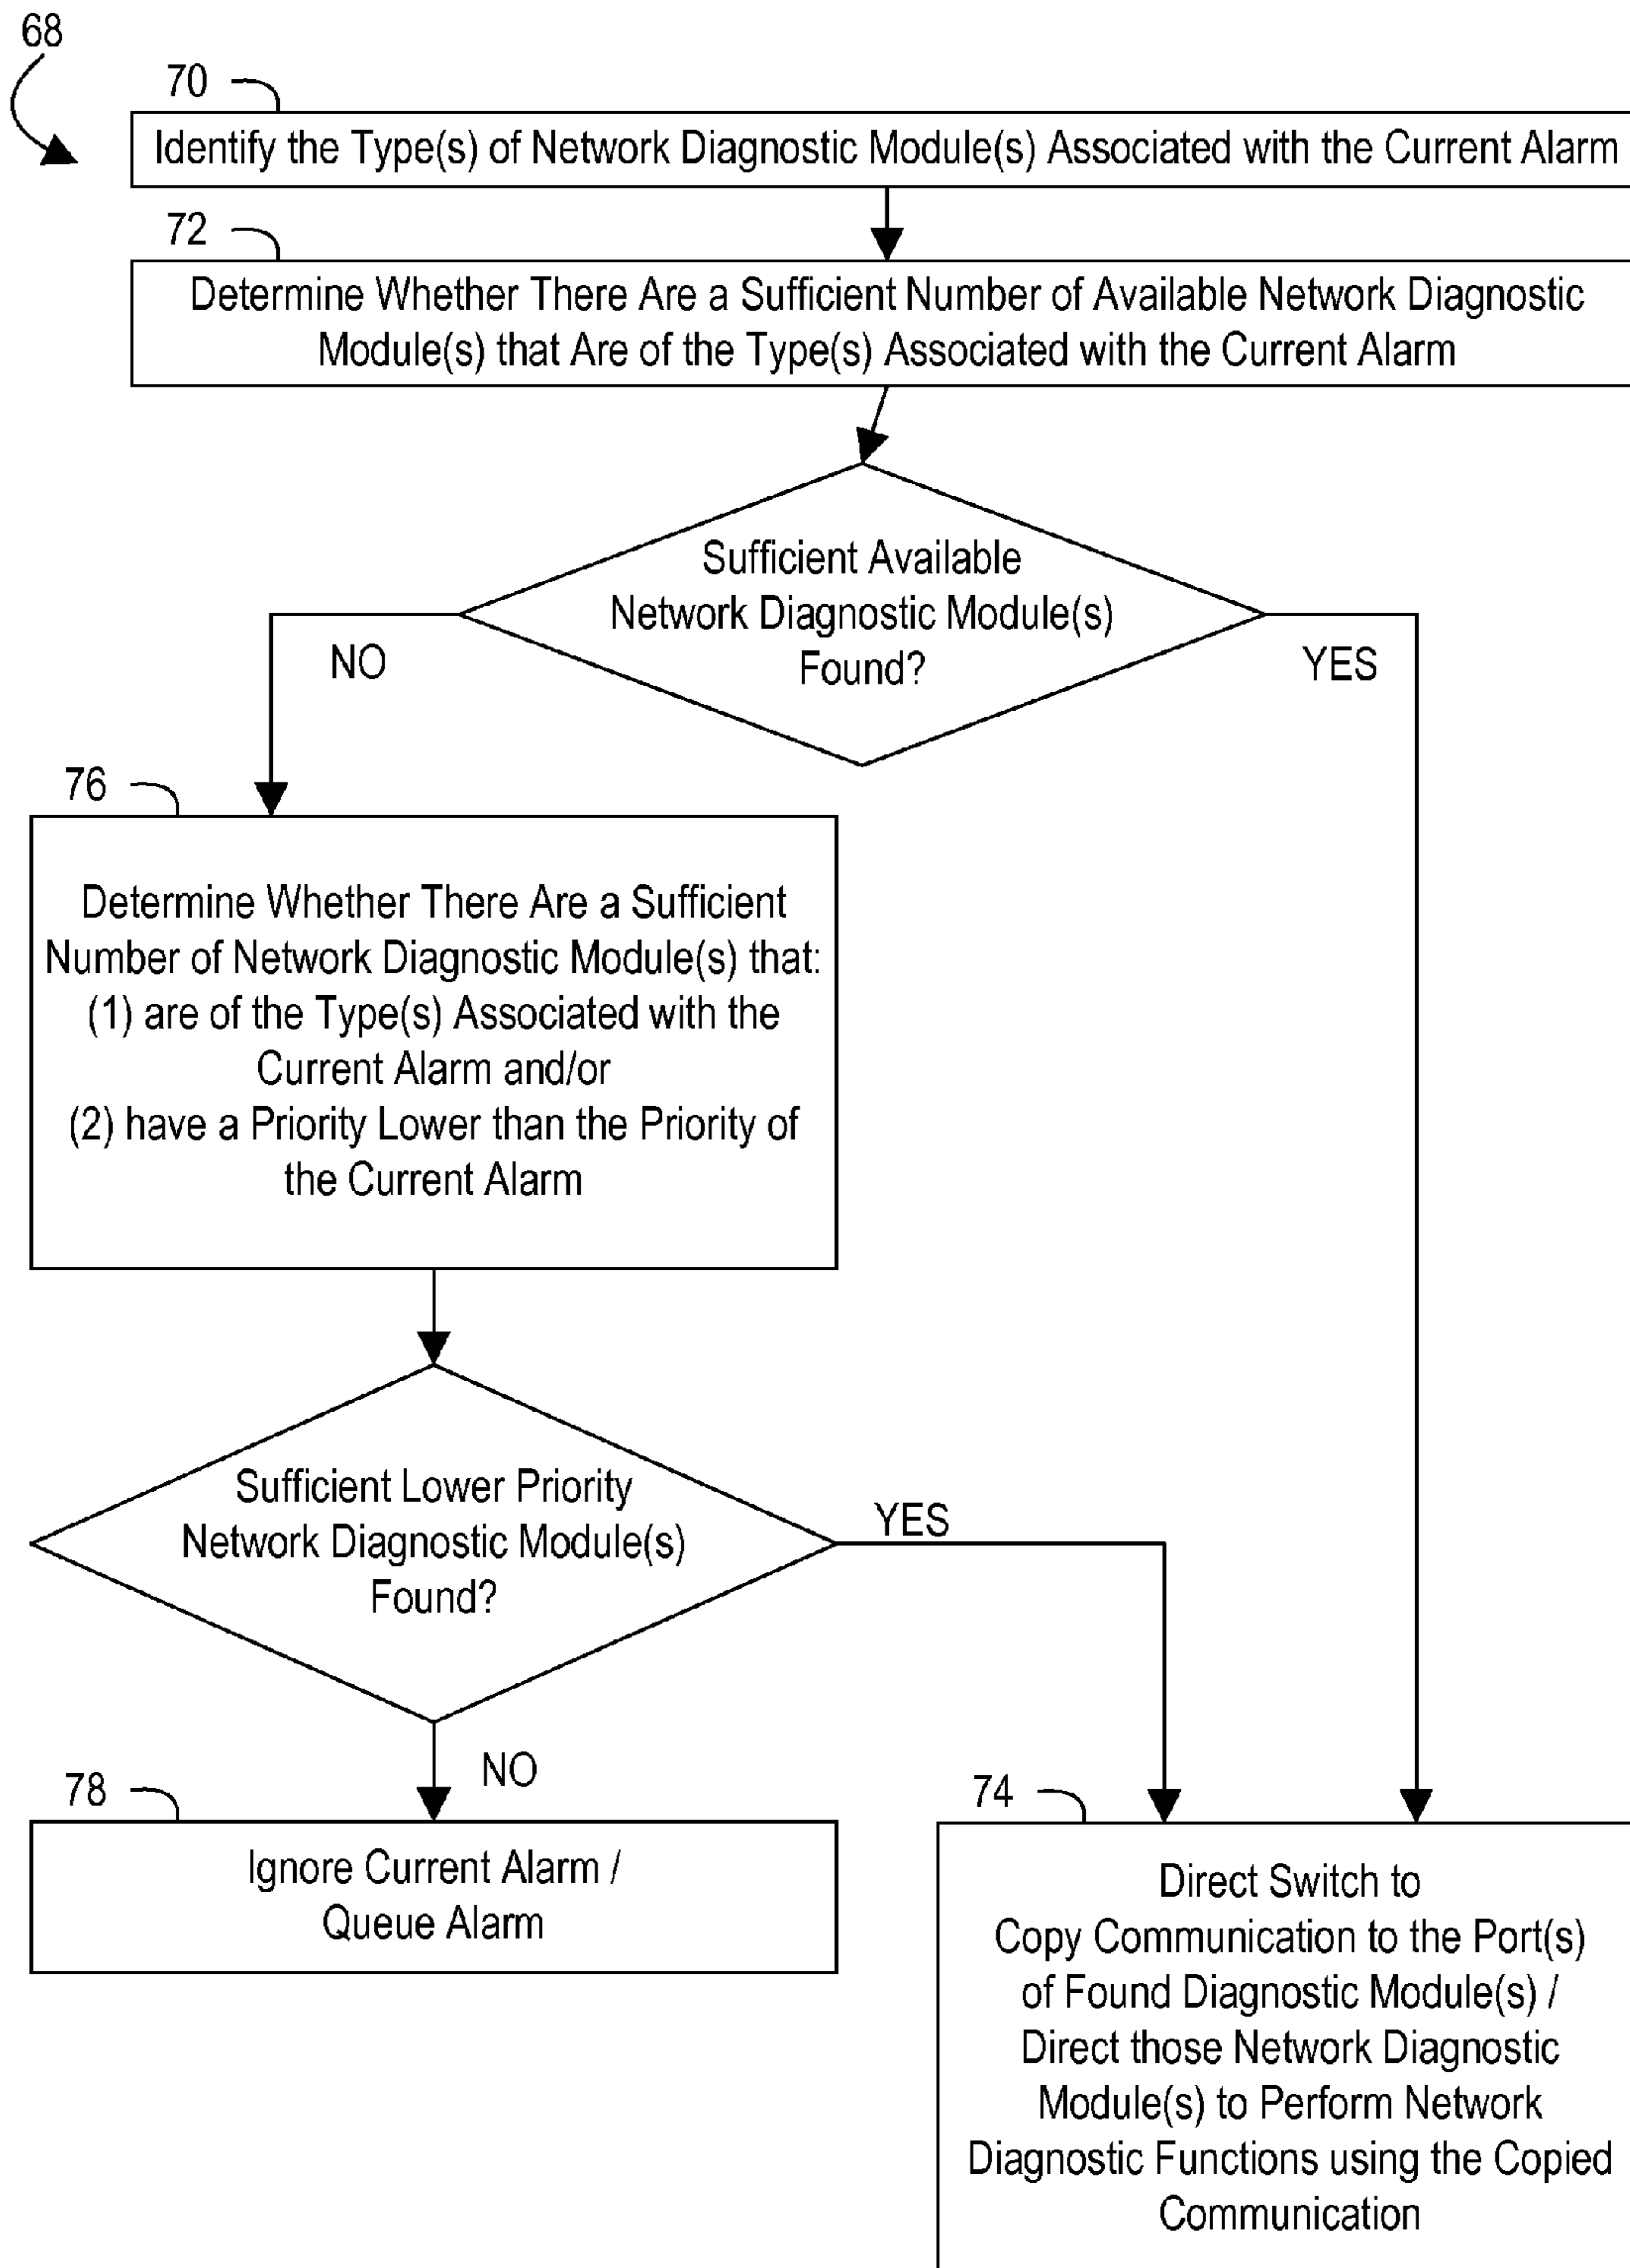 68
70
Identify the Type(s) of Network Diagnostic Module(s) Associated with the Current Alarm
72
Determine Whether There Are a Sufficient Number of Available Network Diagnostic
Module(s) that Are of the Type(s) Associated with the Current Alarm
Sufficient Available
Network Diagnostic Module(s)
Found?
NO
YES
76
Determine Whether There Are a Sufficient
Number of Network Diagnostic Module(s) that:
(1) are of the Type(s) Associated with the
Current Alarm and/or
(2) have a Priority Lower than the Priority of
the Current Alarm
Sufficient Lower Priority
Network Diagnostic Module(s)
Found?
YES
NO
78
Ignore Current Alarm /
Queue Alarm
74
Direct Switch to
Copy Communication to the Port(s)
of Found Diagnostic Module(s) /
Direct those Network Diagnostic
Module(s) to Perform Network
Diagnostic Functions using the Copied
Communication